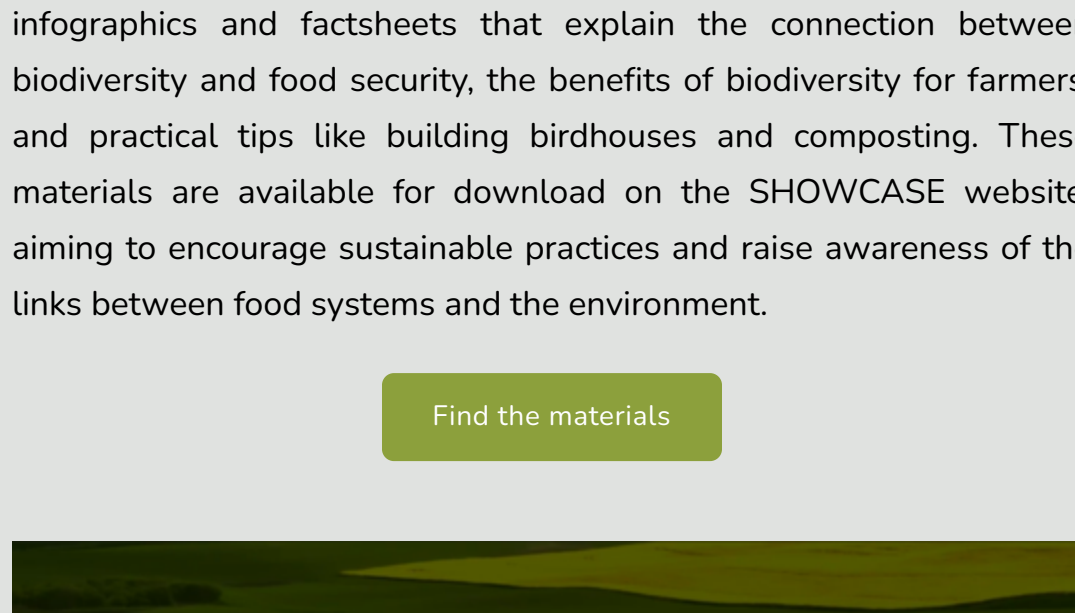 infographics and factsheets that explain the connection betwee
biodiversity and food security, the benefits of biodiversity for farmers
and practical tips like building birdhouses and composting. Thes
materials are available for download on the SHOWCASE website
aiming to encourage sustainable practices and raise awareness of th
links between food systems and the environment.
Find the materials